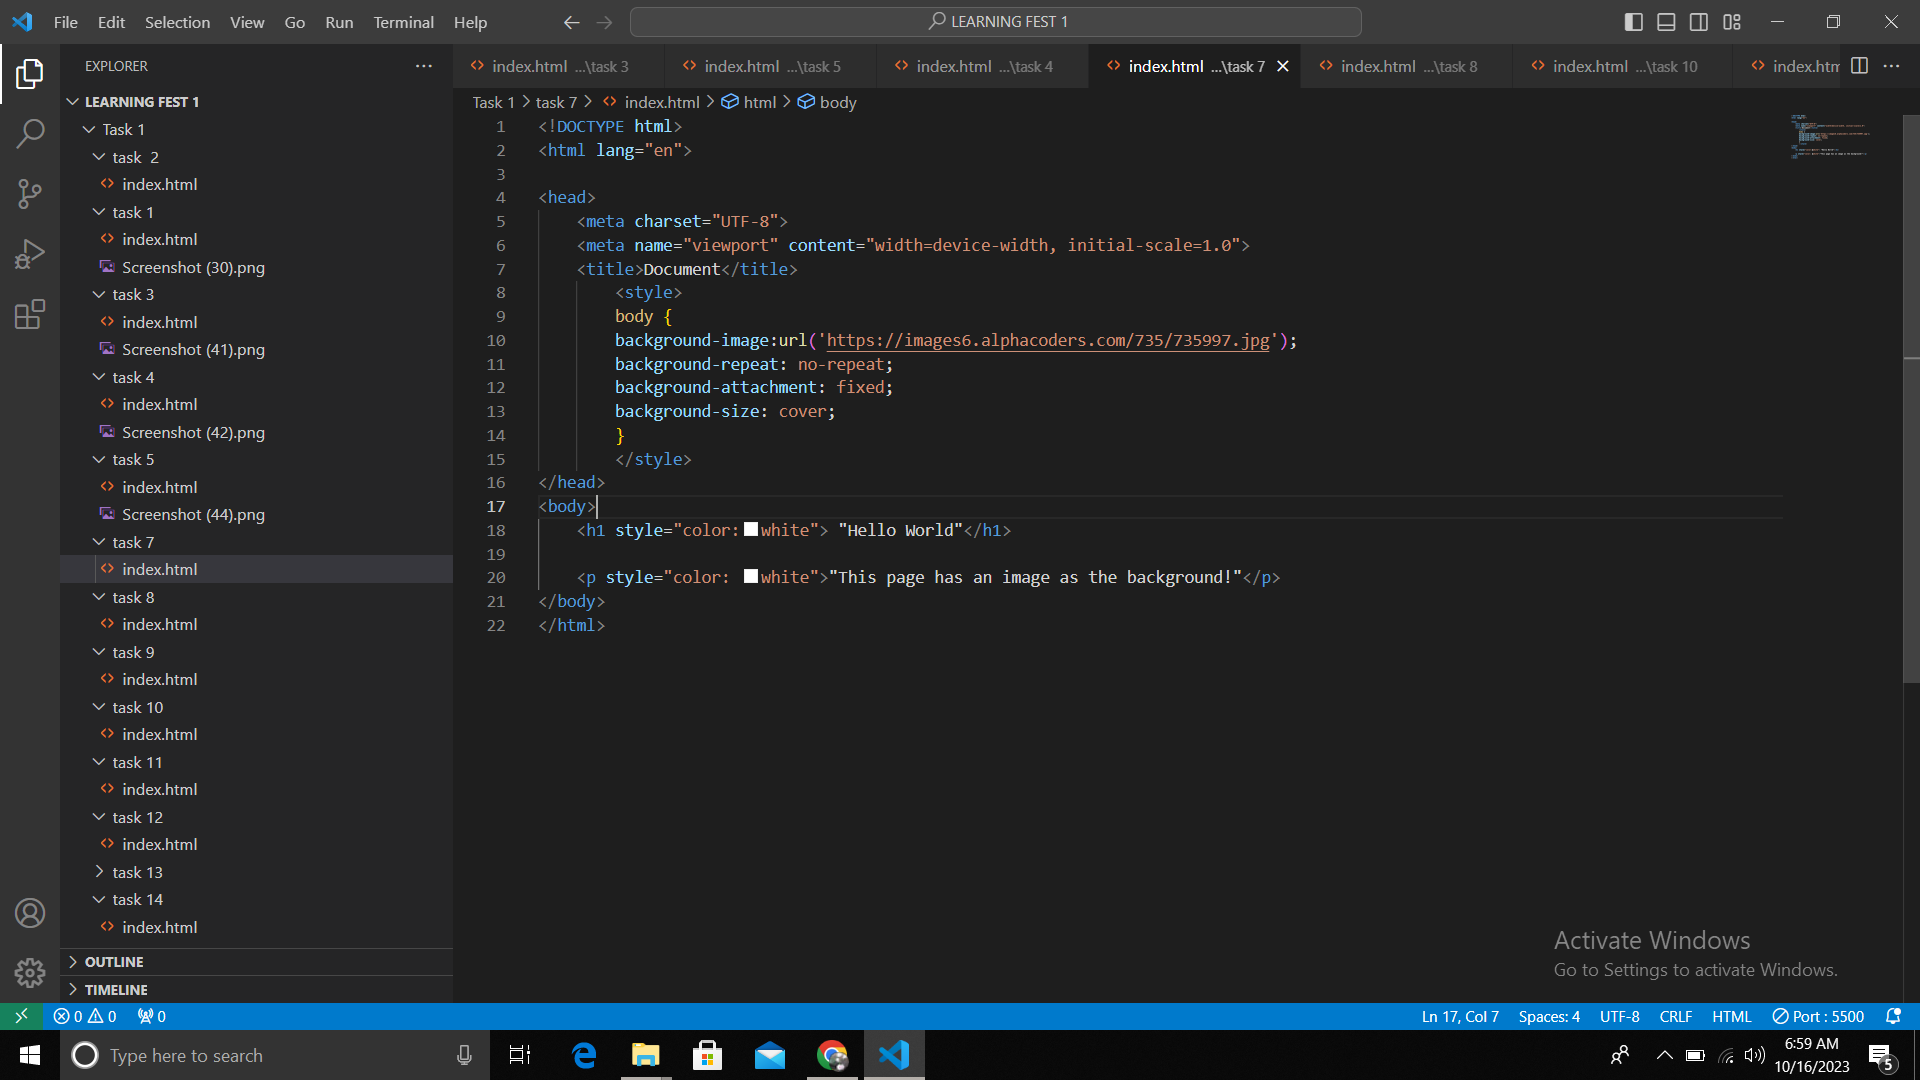 File Edit Selection View Go Run Terminal Help
LEARNING FEST 1
EXPLORER
index.html ...\task 3
index.html ...\task 5
index.html ...\task 4
index.html ...\task 7
index.html ...\task 8
index.html ...\task 10
index.htm
LEARNING FEST 1
Task 1
task 2
index.html
task 1
index.html
Screenshot (30).png
task 3
index.html
Screenshot (41).png
task 4
index.html
Screenshot (42).png
task 5
index.html
Screenshot (44).png
task 7
index.html
task 8
index.html
task 9
index.html
task 10
index.html
task 11
index.html
task 12
index.html
task 13
task 14
index.html
OUTLINE
TIMELINE
Task 1 > task 7 > index.html > html > body
1 <!DOCTYPE html>
2 <html lang="en">
3
4 <head>
5 <meta charset="UTF-8">
6 <meta name="viewport" content="width=device-width, initial-scale=1.0">
7 <title>Document</title>
8 <style>
9 body {
10 background-image:url('https://images6.alphacoders.com/735/735997.jpg');
11 background-repeat: no-repeat;
12 background-attachment: fixed;
13 background-size: cover;
14 }
15 </style>
16 </head>
17 <body>
18 <h1 style="color:white"> "Hello World"</h1>
19
20 <p style="color: white">"This page has an image as the background!"</p>
21 </body>
22 </html>
Activate Windows
Go to Settings to activate Windows.
0 0 0
Ln 17, Col 7 Spaces: 4 UTF-8 CRLF HTML Port : 5500
Type here to search
6:59 AM
10/16/2023
5